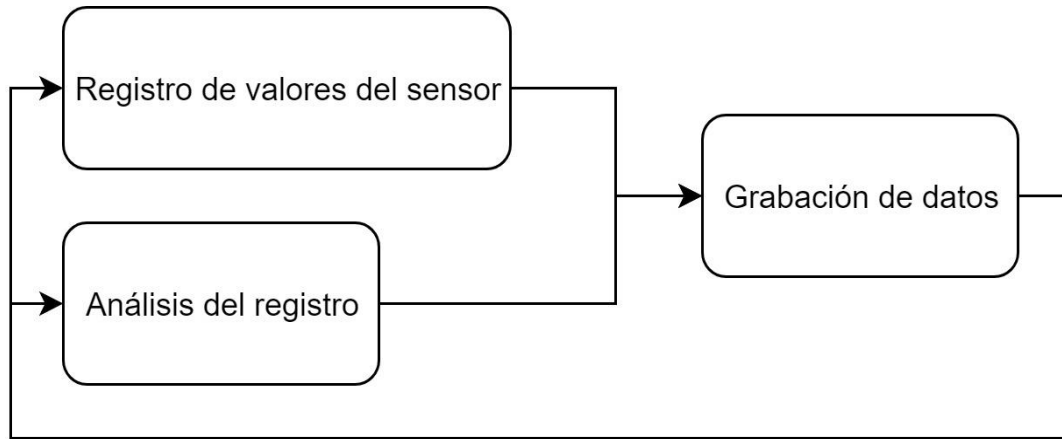 Registro de valores del sensor
Grabación de datos
Análisis del registro